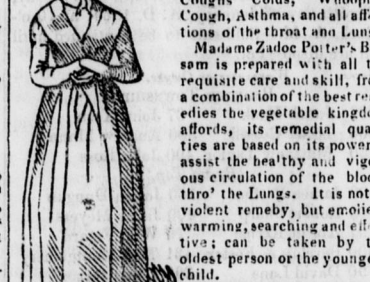 Coughs Colds, Whoop
Cough, Asthma, and all aff
tions of the throat and Lung
Madame Zadoc Porter's B
sam is prepared with all t
requisite care and skill, fr
a combination of the best re
edies the vegetable kingd
affords, its remedial qua
ties are based on its power
assist the healthy and vig
ous circulation of the bloo
thro' the Lungs. It is not
violent remeby, but emolie
warming, searching and eff
tive; can be taken by t
oldest person or the younge
child.